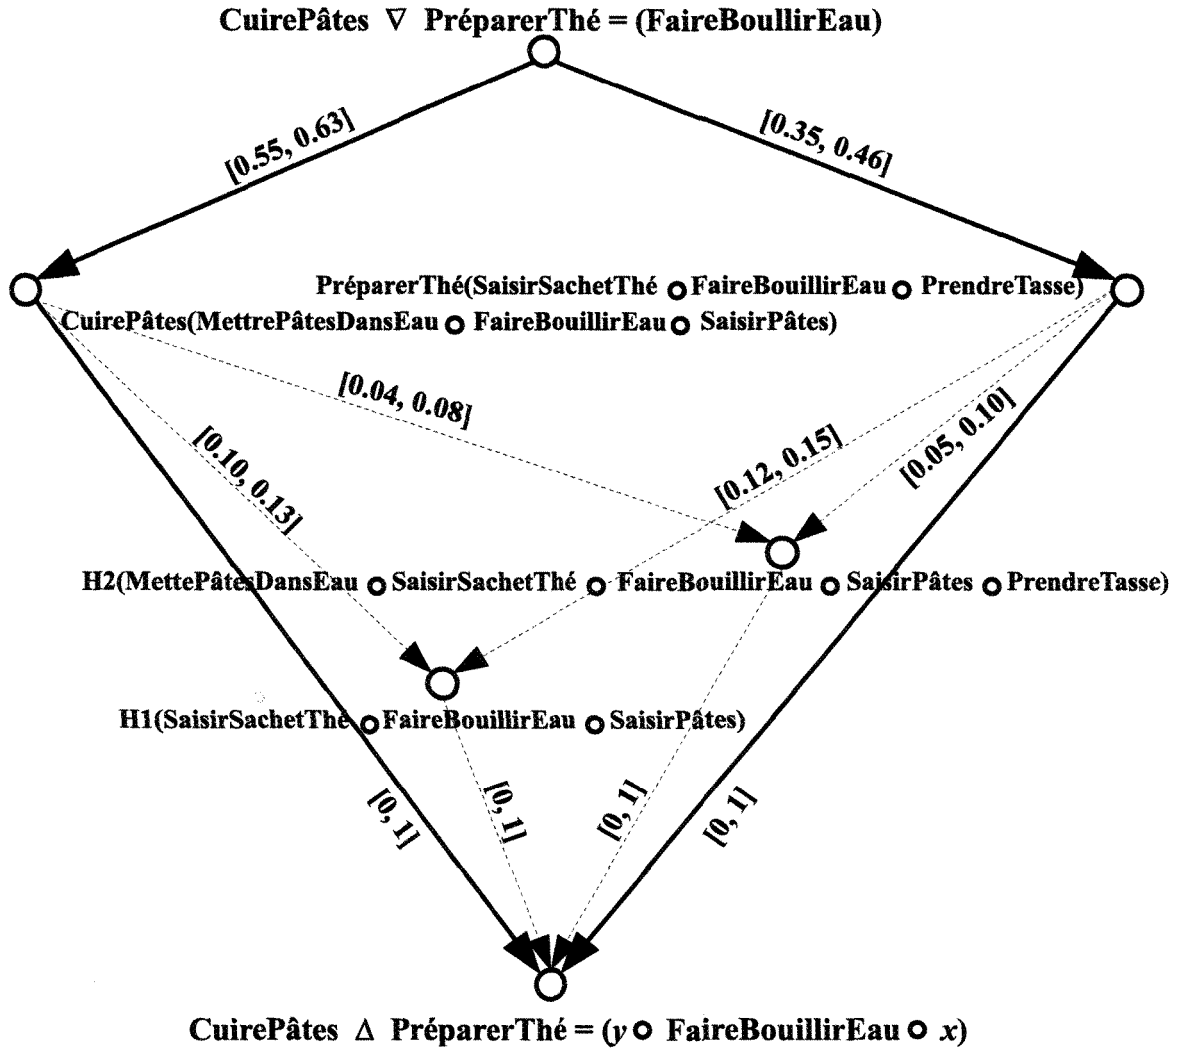 CuirePâtes ∇ PréparerThé = (FaireBoullirEau)
[0.55, 0.63]
[0.35, 0.46]
PréparerThé(SaisirSachetThé o FaireBouillirEau o PrendreTasse)
CuirePâtes(MettrePâtesDansEau o FaireBouillirEau o SaisirPâtes)
[0.04, 0.08]
[0.05, 0.10]
[0.10, 0.13]
[0.12, 0.15]
H2(MettePâtesDansEau o SaisirSachetThé o FaireBouillirEau o SaisirPâtes o PrendreTasse)
H1(SaisirSachetThé o FaireBouillirEau o SaisirPâtes)
[0, 1]
[0, 1]
[0, 1]
[0, 1]
CuirePâtes Δ PréparerThé = (y o FaireBouillirEau o x)